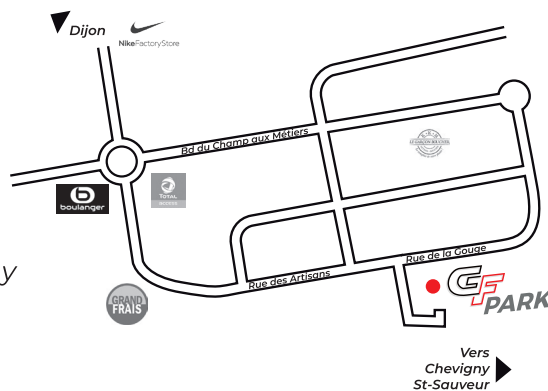 Dijon
NikeFactoryStore
Bd du Champ aux Métiers
boulanger
TOTAL
y
Rue de la Gouge
Rue des Artisans
GRAND
FRAIS
GF
PARK
Vers
Chevigny
St-Sauveur